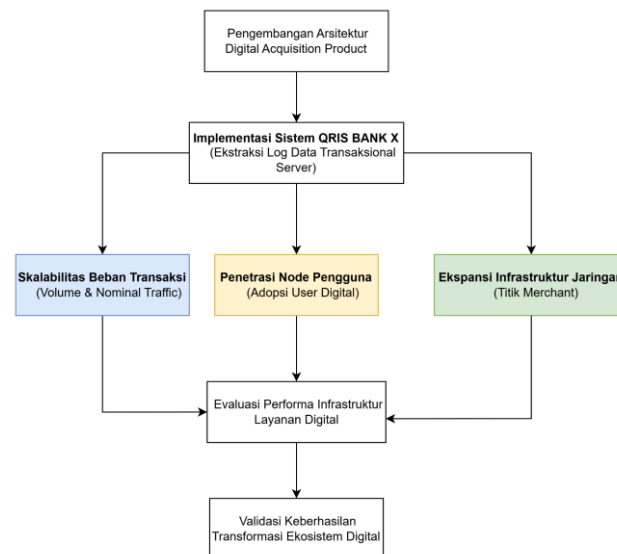 Pengembangan Arsitektur
Digital Acquisition Product
Implementasi Sistem QRIS BANK X
(Ekstraksi Log Data Transaksional
Server)
Skalabilitas Beban Transaksi
(Volume & Nominal Traffic)
Penetrasi Node Pengguna
(Adopsi User Digital)
Ekspansi Infrastruktur Jaringan
(Titik Merchant)
Evaluasi Performa Infrastruktur
Layanan Digital
Validasi Keberhasilan
Transformasi Ekosistem Digital